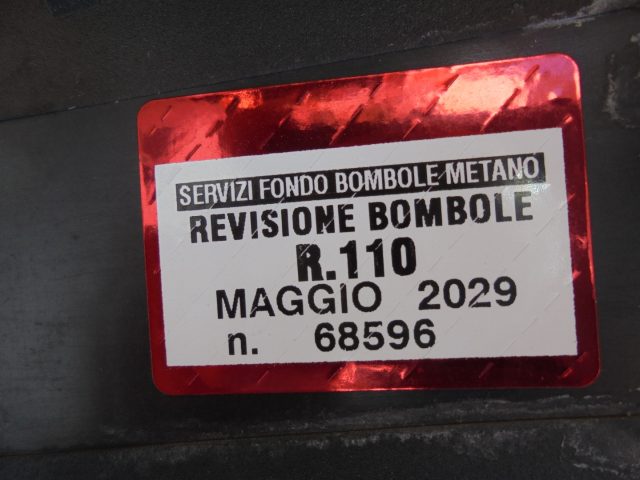 SERVIZI FONDO BOMBOLE METANO
REVISIONE BOMBOLE
R.110
MAGGIO 2029
n. 68596